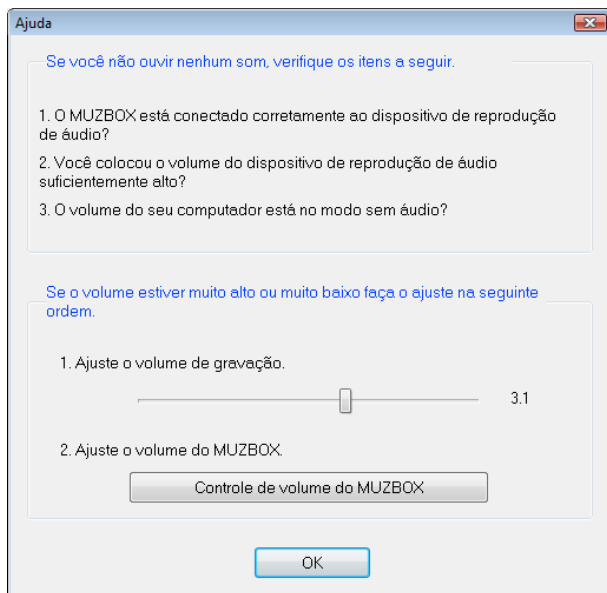 Ajuda
Se você não ouvir nenhum som, verifique os itens a seguir.
1. O MUZBOX está conectado corretamente ao dispositivo de reprodução
de áudio?
2. Você colocou o volume do dispositivo de reprodução de áudio
suficientemente alto?
3. O volume do seu computador está no modo sem áudio?
Se o volume estiver muito alto ou muito baixo faça o ajuste na seguinte
ordem.
1. Ajuste o volume de gravação.
3.1
2. Ajuste o volume do MUZBOX.
Controle de volume do MUZBOX
OK